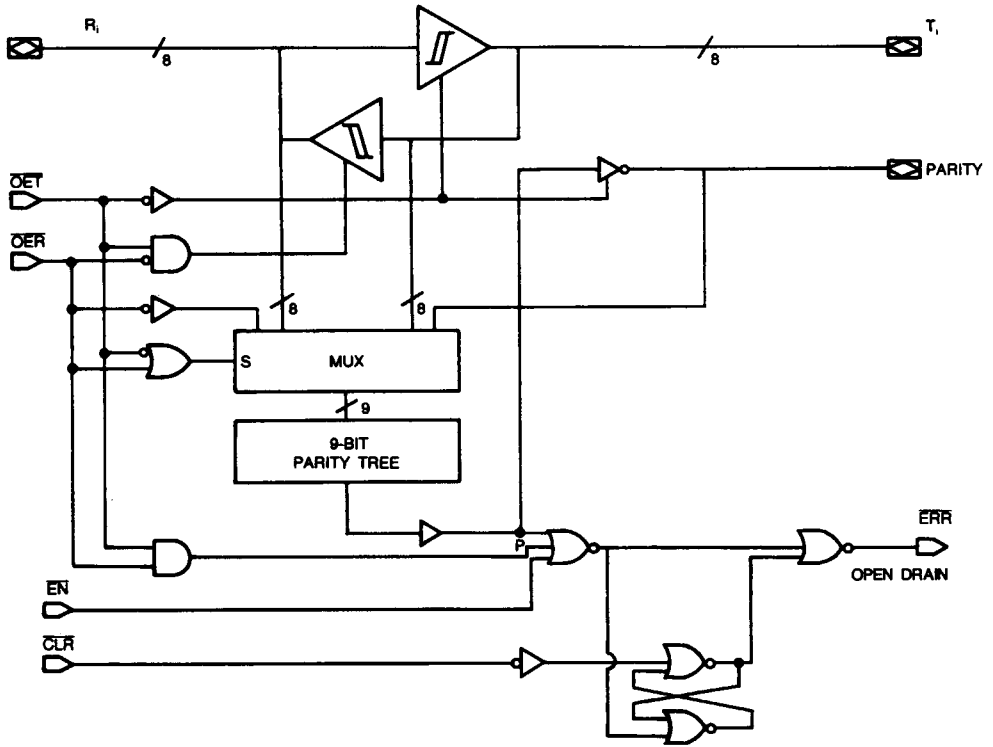 Ri
Ti
8
8
OET
PARITY
OER
8
8
S
MUX
9
9-BIT
PARITY TREE
P
ERR
OPEN DRAIN
EN
CLR